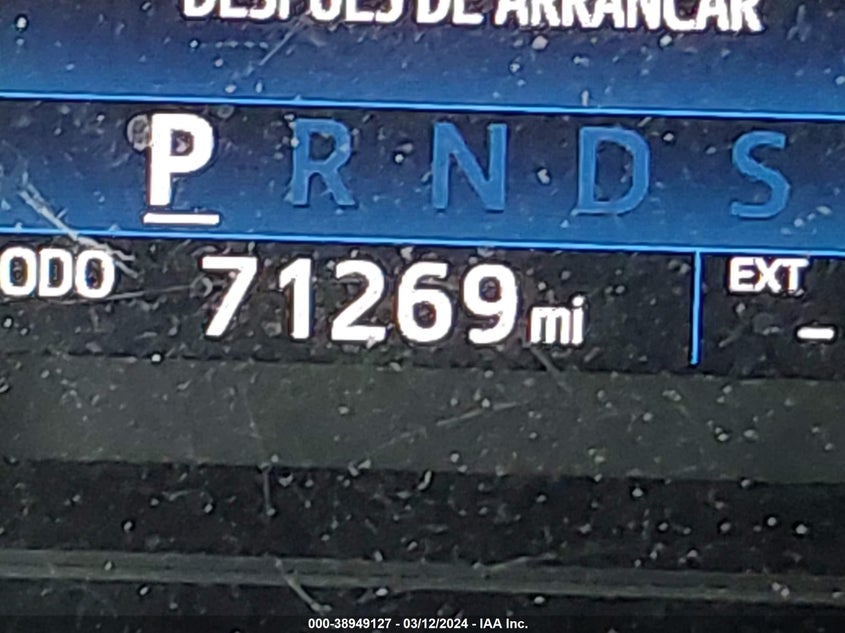 DESPUÉS DE ARRANCAR
P R N D S
ODO 71269 mi EXT
-
000-38949127 - 03/12/2024 - IAA Inc.